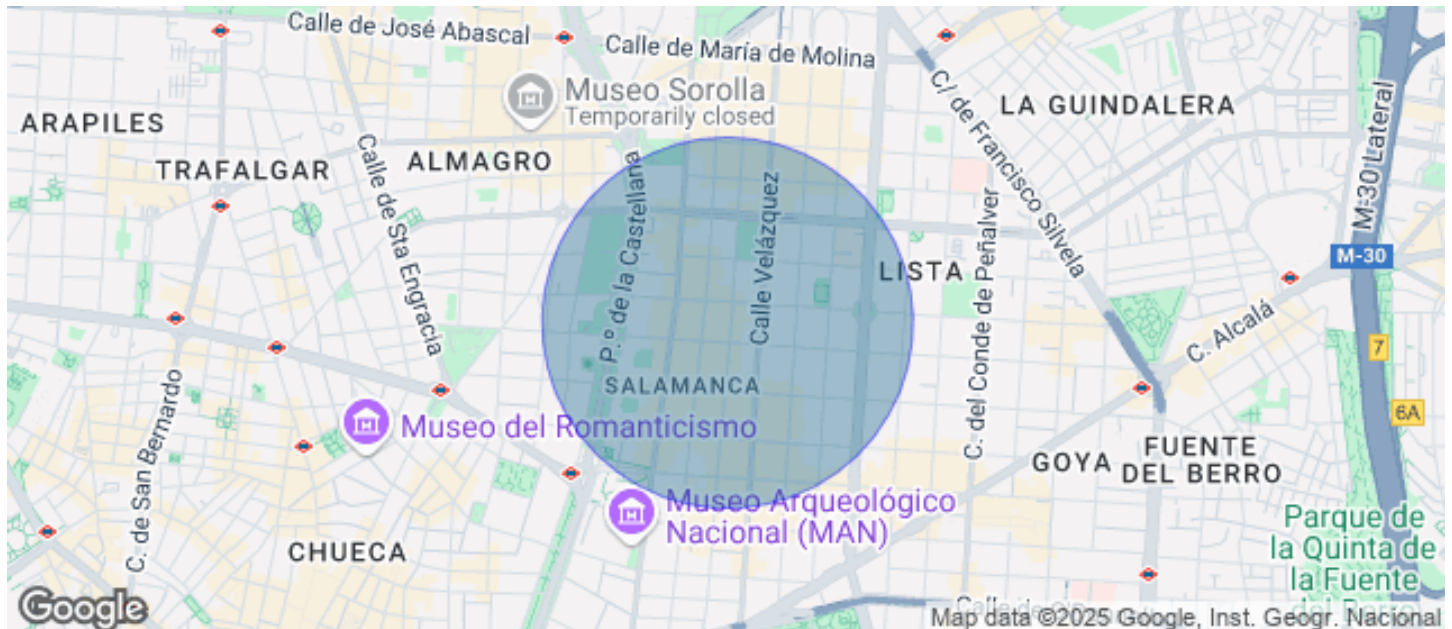 Calle de José Abascal
Calle de María de Molina
Museo Sorolla
Temporarily closed
ARAPILES
TRAFALGAR
ALMAGRO
Calle de Sta Engracia
P.º de la Castellana
Calle Velázquez
C/ de Francisco Silvela
LA GUINDALERA
M-30 Lateral
M-30
LISTA
C. del Conde de Peñalver
C. Alcalá
7
6A
SALAMANCA
Museo del Romanticismo
C. de San Bernardo
GOYA
FUENTE
DEL BERRO
Museo Arqueológico
Nacional (MAN)
CHUECA
Parque de
la Quinta de
la Fuente
Google
Map data ©2025 Google, Inst. Geogr. Nacional